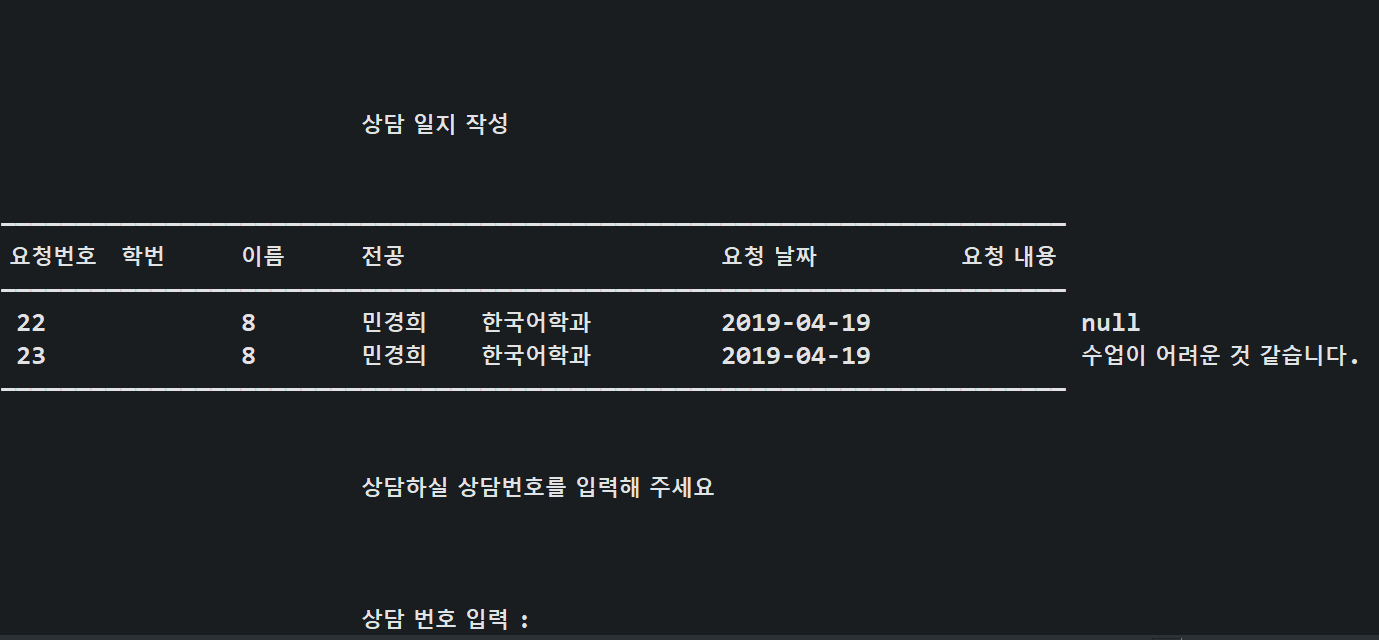 상담 일지 작성
요청번호 학번 이름 전공 요청 날짜 요청 내용
22 8 민경희 한국어학과 2019-04-19 null
23 8 민경희 한국어학과 2019-04-19 수업이 어려운 것 같습니다.
상담하실 상담번호를 입력해 주세요
상담 번호 입력 :